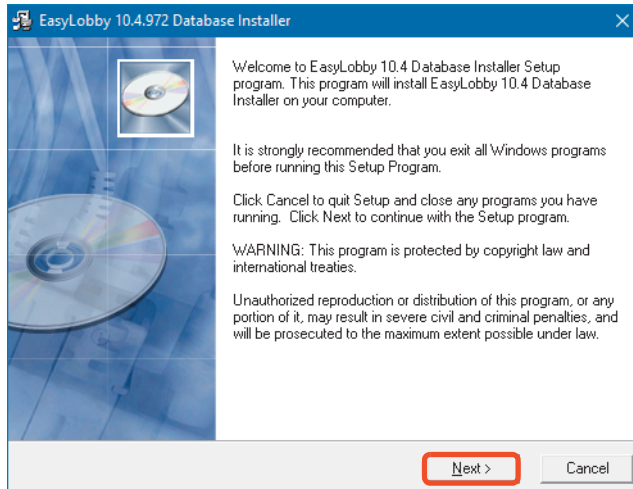 EasyLobby 10.4.972 Database Installer
Welcome to EasyLobby 10.4 Database Installer Setup
program. This program will install EasyLobby 10.4 Database
Installer on your computer.
It is strongly recommended that you exit all Windows programs
before running this Setup Program.
Click Cancel to quit Setup and close any programs you have
running. Click Next to continue with the Setup program.
WARNING: This program is protected by copyright law and
international treaties.
Unauthorized reproduction or distribution of this program, or any
portion of it, may result in severe civil and criminal penalties, and
will be prosecuted to the maximum extent possible under law.
Next >
Cancel